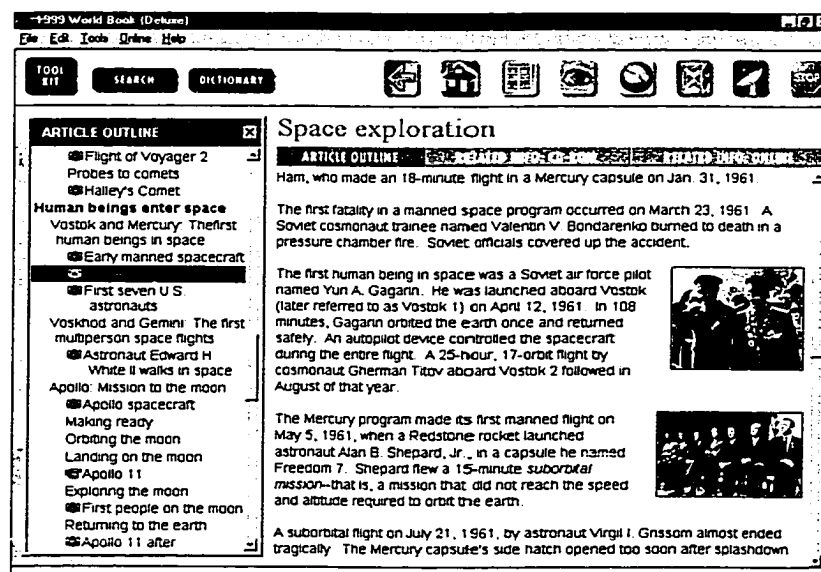 1999 World Book (Deluxe)
File Edit Tools Online Help
TOOL KIT
SEARCH
DICTIONARY
STOP
ARTICLE OUTLINE
Flight of Voyager 2
Probes to comets
Halley's Comet
Human beings enter space
Vostok and Mercury: Thefirst
human beings in space
Early manned spacecraft
First seven U S.
astronauts
Voskhod and Gemini: The first
multiperson space flights
Astronaut Edward H
White II walks in space
Apollo: Mission to the moon
Apollo spacecraft
Making ready
Orbiting the moon
Landing on the moon
Apollo 11
Exploring the moon
First people on the moon
Returning to the earth
Apollo 11 after
Space exploration
ARTICLE OUTLINE
RELATED INFO: CD-ROM
RELATED INFO: ONLINE
Ham, who made an 18-minute flight in a Mercury capsule on Jan. 31, 1961.
The first fatality in a manned space program occurred on March 23, 1961 A
Soviet cosmonaut trainee named Valentin V. Bondarenko burned to death in a
pressure chamber fire. Soviet officials covered up the accident.
The first human being in space was a Soviet air force pilot
named Yuri A. Gagarin. He was launched aboard Vostok
(later referred to as Vostok 1) on April 12, 1961. In 108
minutes, Gagarin orbited the earth once and returned
safely. An autopilot device controlled the spacecraft
during the entire flight. A 25-hour, 17-orbit flight by
cosmonaut Gherman Titov aboard Vostok 2 followed in
August of that year.
The Mercury program made its first manned flight on
May 5, 1961, when a Redstone rocket launched
astronaut Alan B. Shepard, Jr., in a capsule he named
Freedom 7. Shepard flew a 15-minute suborbital
mission--that is, a mission that did not reach the speed
and altitude required to orbit the earth.
A suborbital flight on July 21, 1961, by astronaut Virgil I. Grissom almost ended
tragically The Mercury capsule's side hatch opened too soon after splashdown